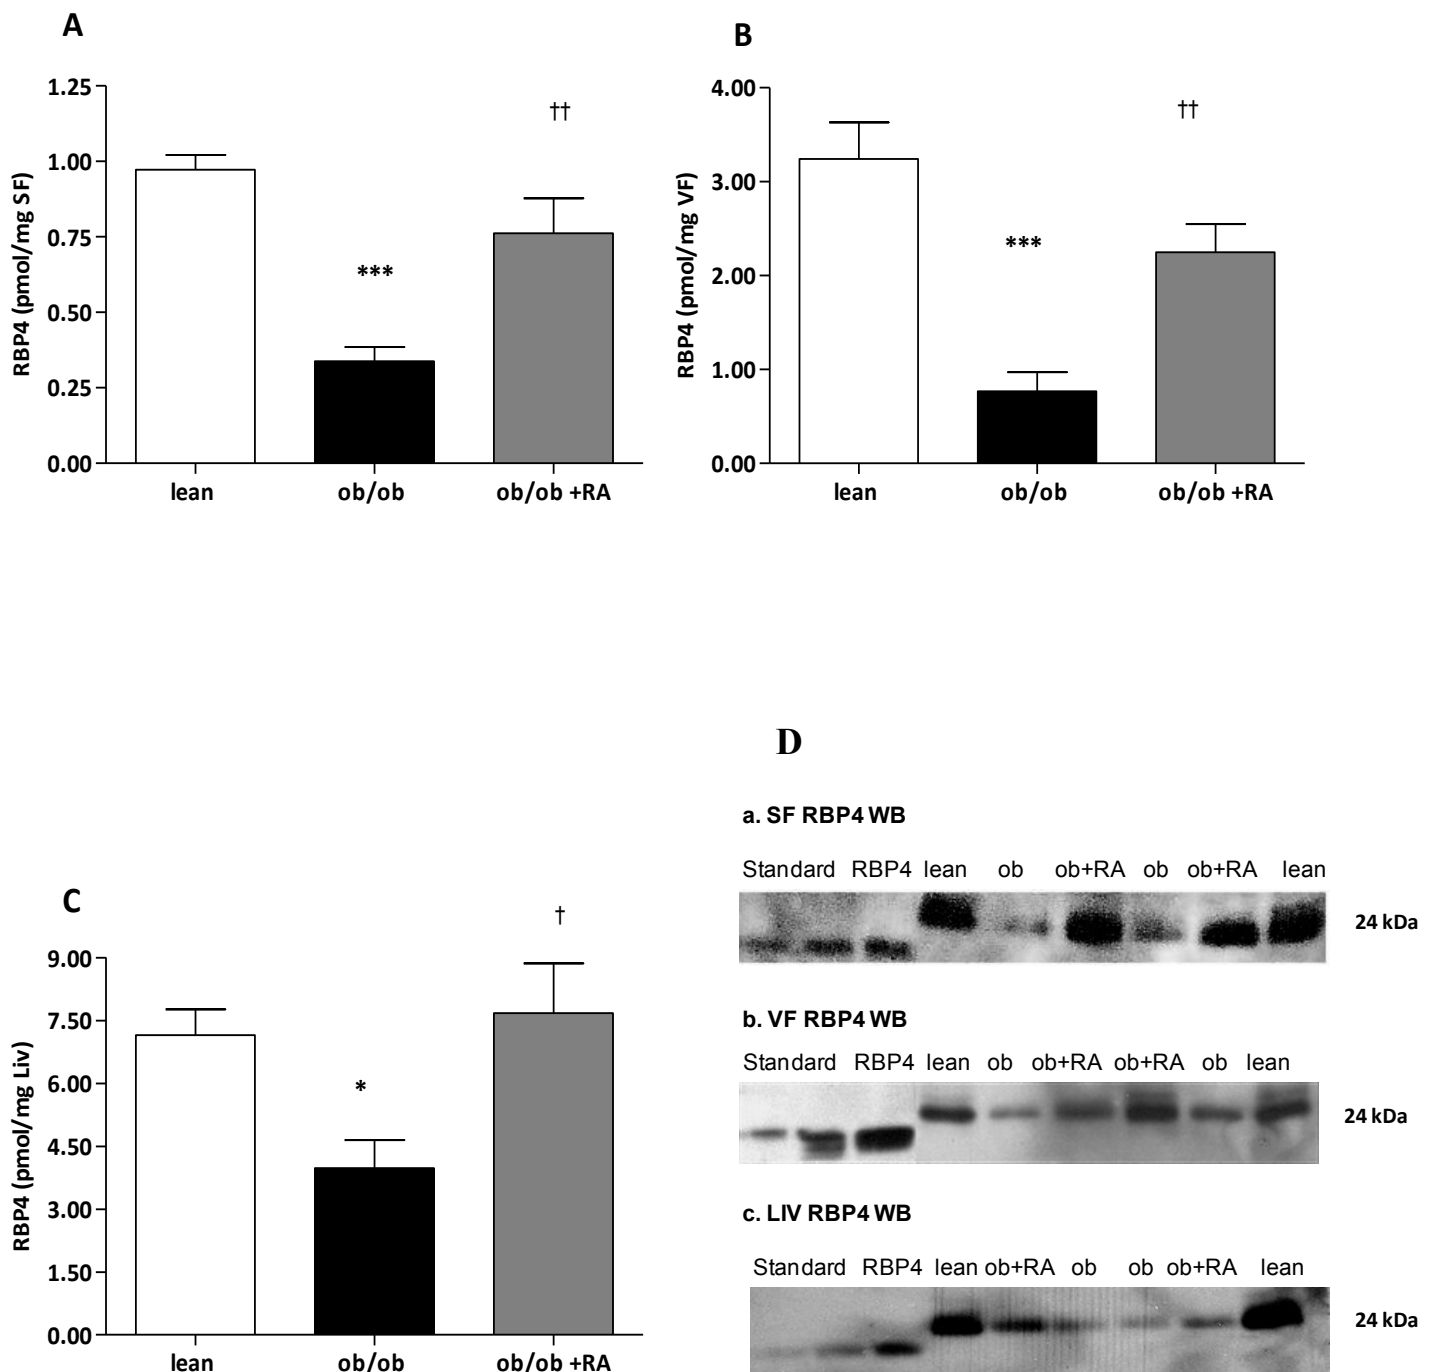 A
RBP4 (pmol/mg SF)
1.25
1.00
0.75
0.50
0.25
0.00
***
††
lean ob/ob ob/ob +RA
B
RBP4 (pmol/mg VF)
4.00
3.00
2.00
1.00
0.00
***
††
lean ob/ob ob/ob +RA
C
RBP4 (pmol/mg Liv)
9.00
7.50
6.00
4.50
3.00
1.50
0.00
*
†
lean ob/ob ob/ob +RA
D
a. SF RBP4 WB
Standard RBP4 lean ob ob+RA ob ob+RA lean
24 kDa
b. VF RBP4 WB
Standard RBP4 lean ob ob+RA ob+RA ob lean
24 kDa
c. LIV RBP4 WB
Standard RBP4 lean ob+RA ob ob ob+RA lean
24 kDa